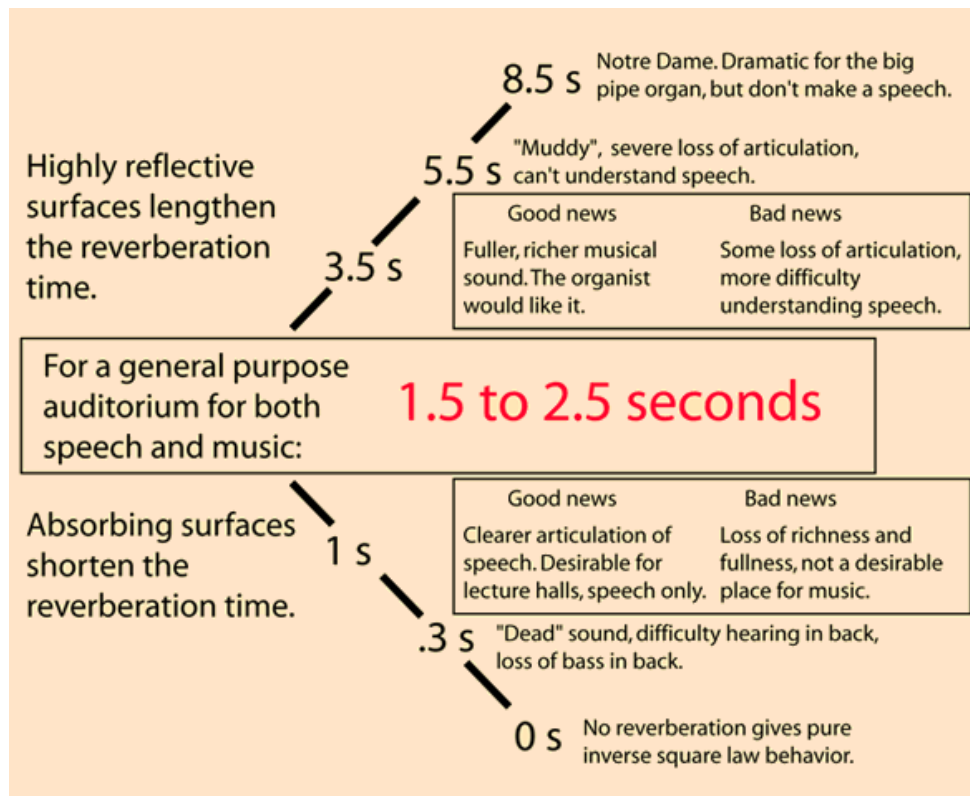 8.5 s
Notre Dame. Dramatic for the big
pipe organ, but don't make a speech.
5.5 s
"Muddy", severe loss of articulation,
can't understand speech.
Highly reflective
surfaces lengthen
the reverberation
time.
3.5 s
Good news
Fuller, richer musical
sound. The organist
would like it.
Bad news
Some loss of articulation,
more difficulty
understanding speech.
For a general purpose
auditorium for both
speech and music:
1.5 to 2.5 seconds
Absorbing surfaces
shorten the
reverberation time.
1 s
Good news
Clearer articulation of
speech. Desirable for
lecture halls, speech only.
Bad news
Loss of richness and
fullness, not a desirable
place for music.
.3 s
"Dead" sound, difficulty hearing in back,
loss of bass in back.
0 s
No reverberation gives pure
inverse square law behavior.